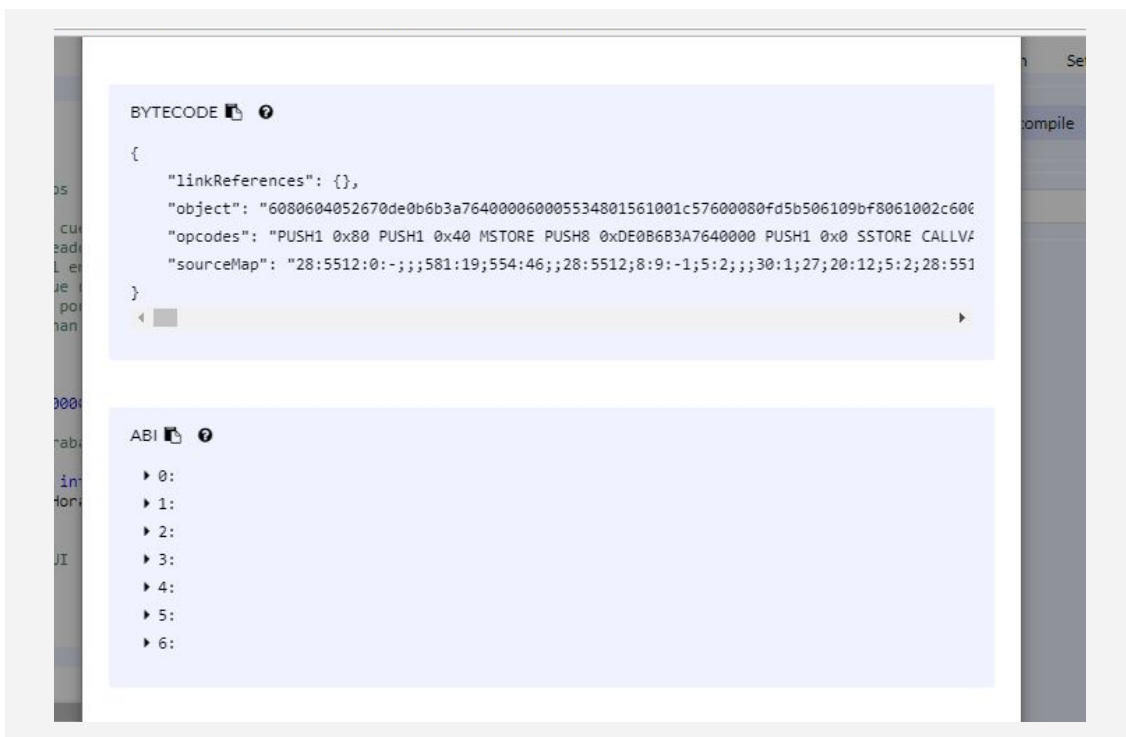 Se
BYTECODE
compile
{
"linkReferences": {},
"object": "6080604052670de0b6b3a76400006000553480156100 1c57600080fd5b506109bf8061002c600
"opcodes": "PUSH1 0x80 PUSH1 0x40 MSTORE PUSH8 0xDE0B6B3A7640000 PUSH1 0x0 SSTORE CALLVA
"sourceMap": "28:5512:0:-;;;581:19;554:46;;28:5512;8:9:-1;5:2;;;30:1;27;20:12;5:2;28:551
}
ABI
0:
1:
2:
3:
4:
5:
6: